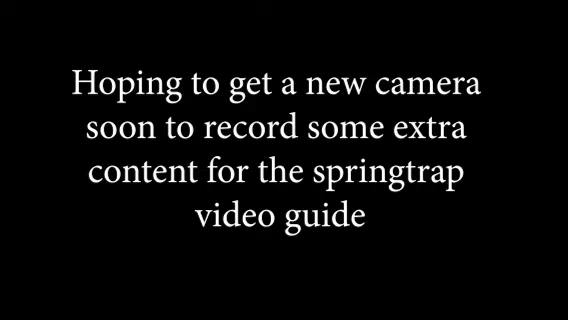 Hoping to get a new camera
soon to record some extra
content for the springtrap
video guide